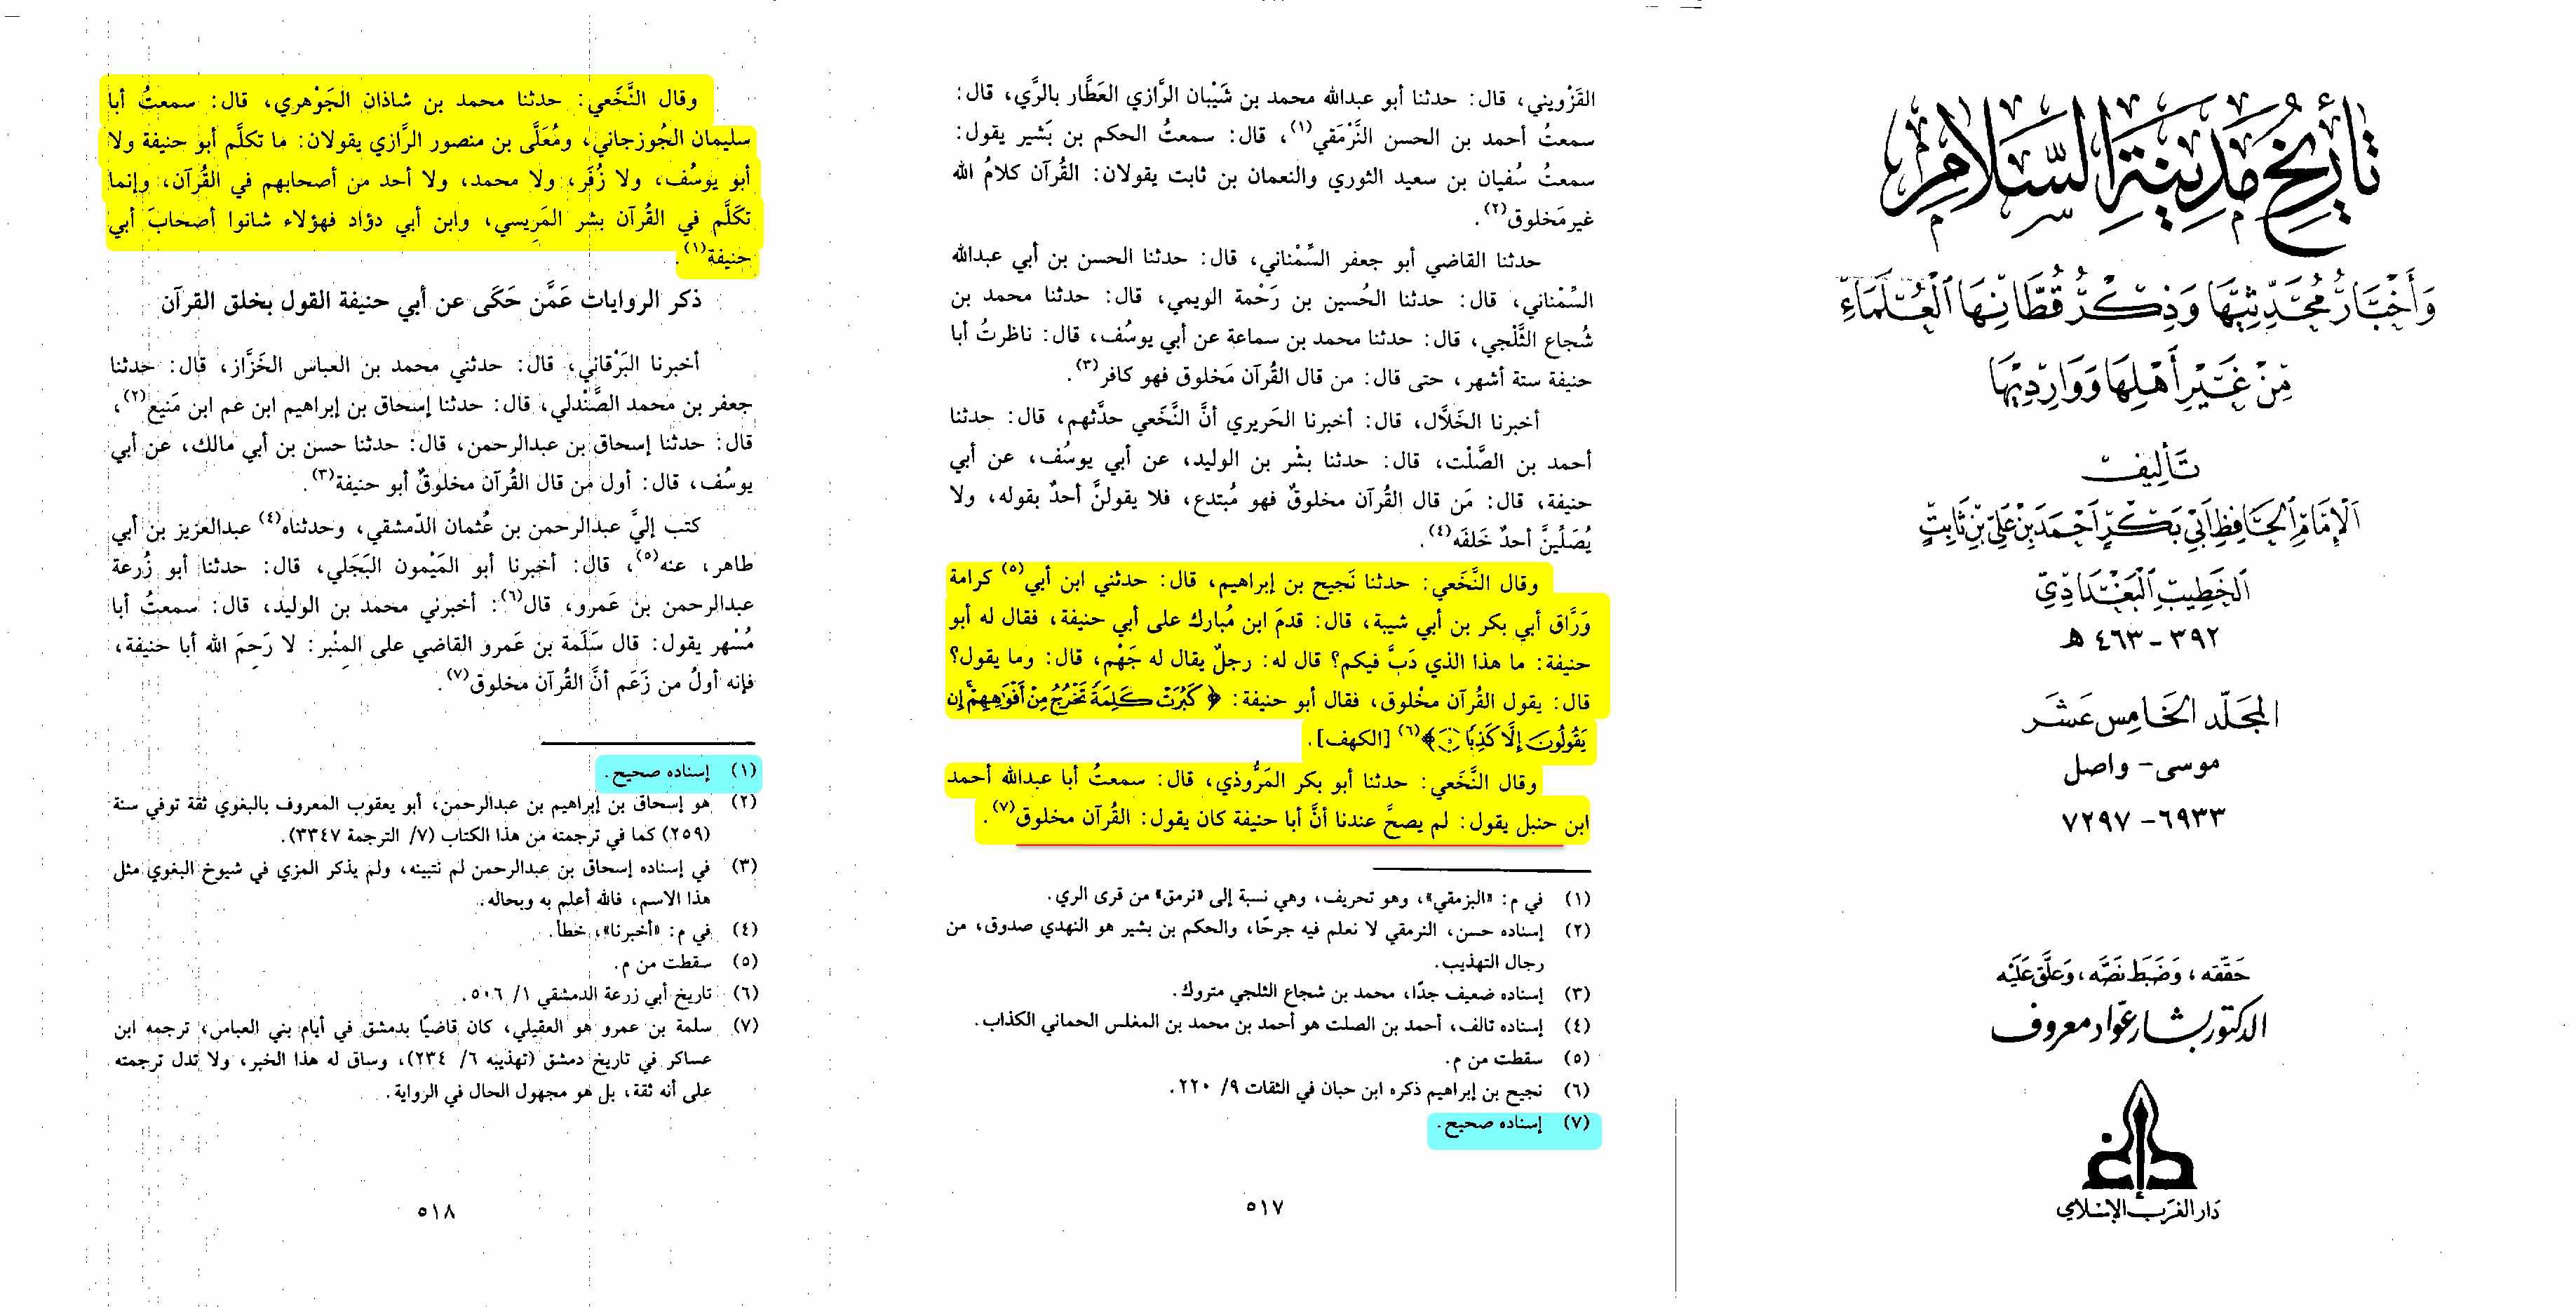 تأريخ مدينة السلام
وأخبار محدثيها وذكر قطانها العلماء
من غير أهلها وواردیها
تأليف
الإمام الحافظ أبي بكر أحمد بن علي بن ثابت
الخطيب البغدادي
٣٩٢ - ٤٦٣ هـ
المجلد الخامس عشر
موسى - واصل
٦٩٣٣ - ٧٢٩٧
حققه، وضبط نصه، وعلق عليه
الدكتور بشار عواد معروف
دار الغرب الإسلامي
القَزْويني، قال: حدثنا أبو عبدالله محمد بن شَيْبان الرَّازي العَطَّار بالرَّي، قال:
سمعتُ أحمد بن الحسن النَّرْمَقي(١)، قال: سمعتُ الحكم بن بَشير يقول:
سمعتُ سُفيان بن سعيد الثوري والنعمان بن ثابت يقولان: القُرآن كلامُ الله
غير مَخلوق(٢).
حدثنا القاضي أبو جعفر السِّمْناني، قال: حدثنا الحسن بن أبي عبدالله
السِّمْناني، قال: حدثنا الحُسين بن رَحْمة الويمي، قال: حدثنا محمد بن
شُجاع الثَّلْجي، قال: حدثنا محمد بن سماعة عن أبي يوسُف، قال: ناظرتُ أبا
حنيفة ستة أشهر، حتى قال: من قال القُرآن مَخلوق فهو كافر(٣).
أخبرنا الخَلاَّل، قال: أخبرنا الحَريري أنَّ النَّخَعي حدَّثهم، قال: حدثنا
أحمد بن الصَّلْت، قال: حدثنا بشْر بن الوليد، عن أبي يوسُف، عن أبي
حنيفة، قال: مَن قال القُرآن مخلوقٌ فهو مُبتدع، فلا يقولنَّ أحدٌ بقوله، ولا
يُصَلِّينَّ أحدٌ خَلفَه(٤).
وقال النَّخَعي: حدثنا نَجيح بن إبراهيم، قال: حدثني ابن أبي(٥) كرامة
وَرَّاق أبي بكر بن أبي شيبة، قال: قدمَ ابن مُبارك على أبي حنيفة، فقال له أبو
حنيفة: ما هذا الذي دَبَّ فيكم؟ قال له: رجلٌ يقال له جَهْم، قال: وما يقول؟
قال: يقول القُرآن مخْلوق، فقال أبو حنيفة: ﴿كَبُرَتْ كَلِمَةً تَخْرُجُ مِنْ أَفْوَاهِهِمْ إِن
يَقُولُونَ إِلَّا كَذِبًا ۝﴾(٦) [الكهف].
وقال النَّخَعي: حدثنا أبو بكر المَرُّوذي، قال: سمعتُ أبا عبدالله أحمد
ابن حنبل يقول: لم يصحَّ عندنا أنَّ أبا حنيفة كان يقول: القُرآن مخلوق(٧).
(١) في م: «البزمقي»، وهو تحريف، وهي نسبة إلى «نرمق» من قرى الري.
(٢) إسناده حسن، النرمقي لا نعلم فيه جرحًا، والحكم بن بشير هو النهدي صدوق، من
رجال التهذيب.
(٣) إسناده ضعيف جدًا، محمد بن شجاع الثلجي متروك.
(٤) إسناده تالف، أحمد بن الصلت هو أحمد بن محمد بن المغلس الحماني الكذاب.
(٥) سقطت من م.
(٦) نجيح بن إبراهيم ذكره ابن حبان في الثقات ٩/ ٢٢٠.
(٧) إسناده صحيح.
٥١٧
وقال النَّخَعي: حدثنا محمد بن شاذان الجَوْهري، قال: سمعتُ أبا
سليمان الجُوزجاني، ومُعَلَّى بن منصور الرَّازي يقولان: ما تكلَّم أبو حنيفة ولا
أبو يوسُف، ولا زُفَر، ولا محمد، ولا أحد من أصحابهم في القُرآن، وإنما
تكَلَّم في القُرآن بشر المَريسي، وابن أبي دؤاد فهؤلاء شانوا أصحابَ أبي
حنيفة(١).
ذكر الروايات عَمَّن حَكَى عن أبي حنيفة القول بخلق القرآن
أخبرنا البَرْقاني، قال: حدثني محمد بن العباس الخَزَّاز، قال: حدثنا
جعفر بن محمد الصَّنْدلي، قال: حدثنا إسحاق بن إبراهيم ابن عم ابن مَنيع(٢)،
قال: حدثنا إسحاق بن عبدالرحمن، قال: حدثنا حسن بن أبي مالك، عن أبي
يوسُف، قال: أول من قال القُرآن مخلوقٌ أبو حنيفة(٣).
كتب إليَّ عبدالرحمن بن عُثمان الدِّمشقي، وحدثناه(٤) عبدالعزيز بن أبي
طاهر، عنه(٥)، قال: أخبرنا أبو المَيْمون البَجَلي، قال: حدثنا أبو زُرعة
عبدالرحمن بن عَمرو، قال(٦): أخبرني محمد بن الوليد، قال: سمعتُ أبا
مُسْهر يقول: قال سَلَمة بن عَمرو القاضي على المِنْبر: لا رَحِمَ الله أبا حنيفة،
فإنه أولُ من زَعَم أنَّ القُرآن مخلوق(٧).
(١) إسناده صحيح.
(٢) هو إسحاق بن إبراهيم بن عبدالرحمن، أبو يعقوب المعروف بالبغوي ثقة توفي سنة
(٢٥٩) كما في ترجمته من هذا الكتاب (٧/ الترجمة ٣٣٤٧).
(٣) في إسناده إسحاق بن عبدالرحمن لم نتبينه، ولم يذكر المزي في شيوخ البغوي مثل
هذا الاسم، فالله أعلم به وبحاله.
(٤) في م: «أخبرنا»، خطأ.
(٥) سقطت من م.
(٦) تاريخ أبي زرعة الدمشقي ١/ ٥٠٦.
(٧) سلمة بن عمرو هو العقيلي، كان قاضيًا بدمشق في أيام بني العباس، ترجمه ابن
عساكر في تاريخ دمشق (تهذيبه ٦/ ٢٣٤)، وساق له هذا الخبر، ولا تدل ترجمته
على أنه ثقة، بل هو مجهول الحال في الرواية.
٥١٨